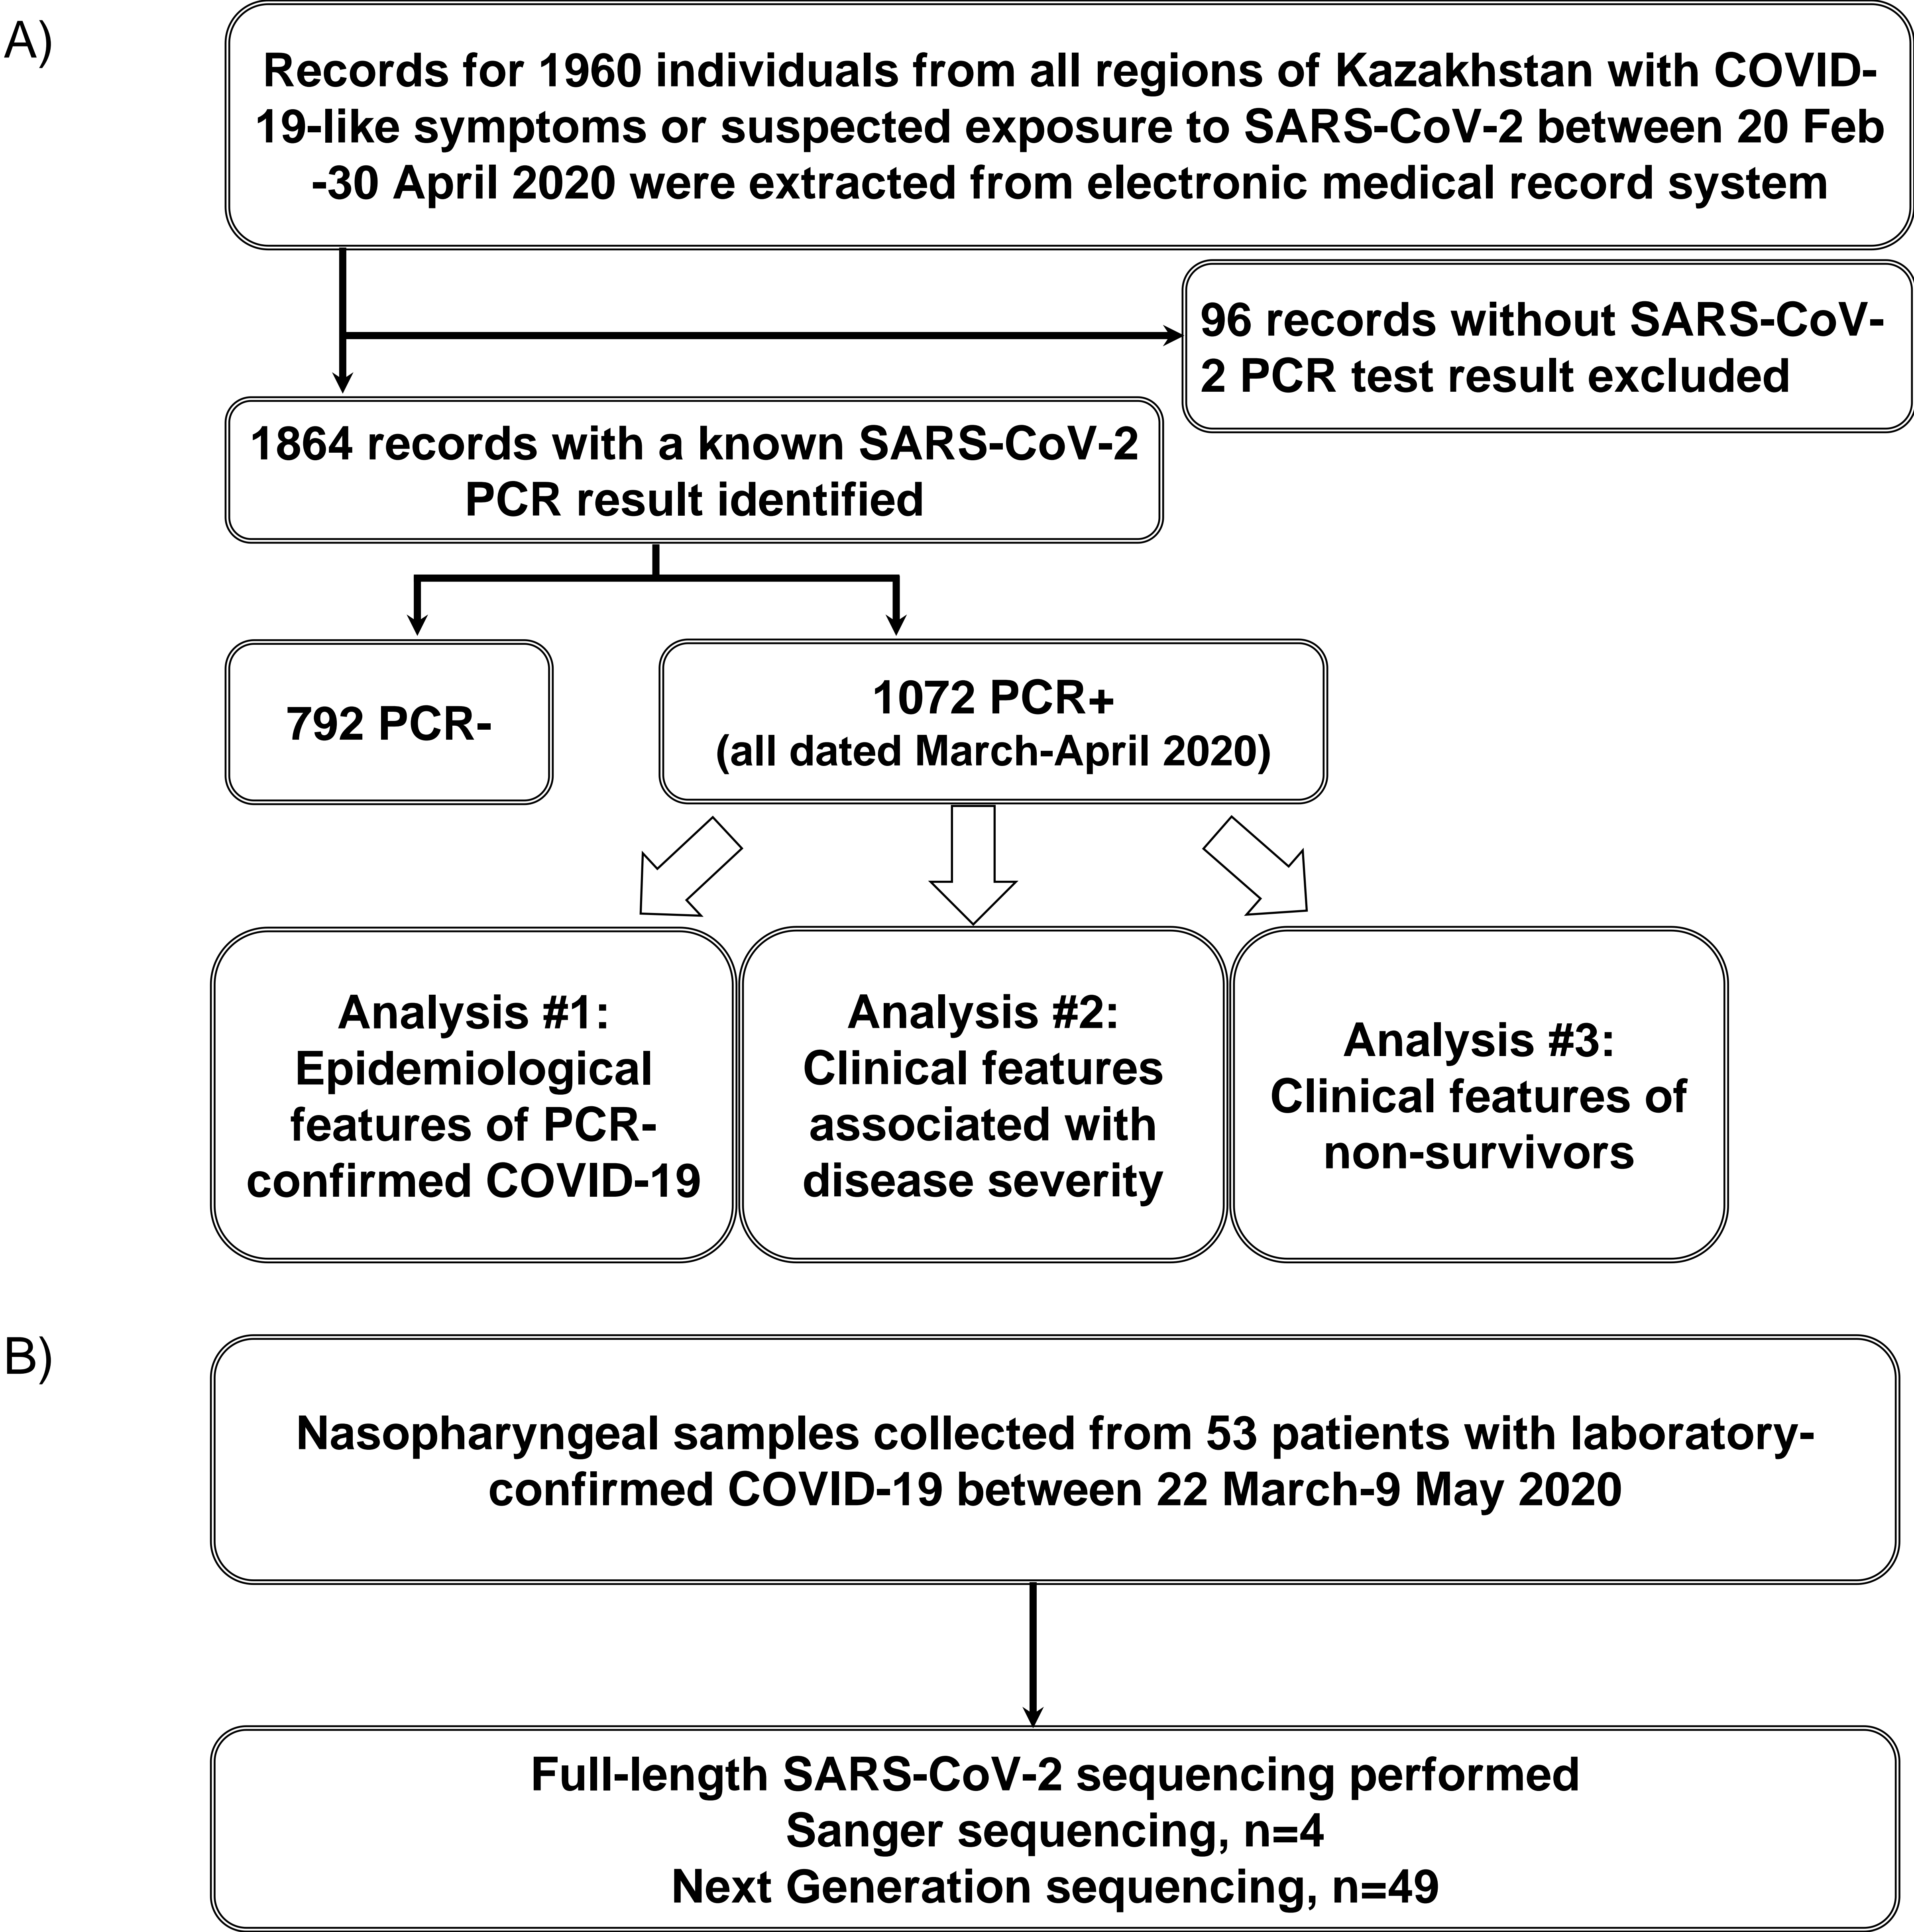 A)
Records for 1960 individuals from all regions of Kazakhstan with COVID-
19-like symptoms or suspected exposure to SARS-CoV-2 between 20 Feb
-30 April 2020 were extracted from electronic medical record system
96 records without SARS-CoV-
2 PCR test result excluded
1864 records with a known SARS-CoV-2
PCR result identified
792 PCR-
1072 PCR+
(all dated March-April 2020)
Analysis #1:
Epidemiological
features of PCR-
confirmed COVID-19
Analysis #2:
Clinical features
associated with
disease severity
Analysis #3:
Clinical features of
non-survivors
B)
Nasopharyngeal samples collected from 53 patients with laboratory-
confirmed COVID-19 between 22 March-9 May 2020
Full-length SARS-CoV-2 sequencing performed
Sanger sequencing, n=4
Next Generation sequencing, n=49